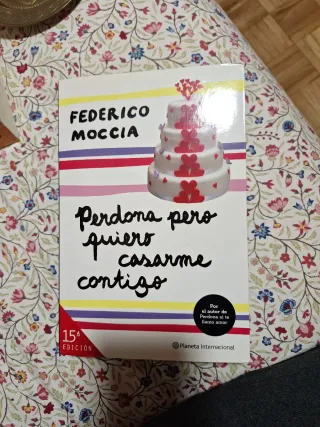 FEDERICO
MOCCIA
Perdona pero
quiero
casarme
contigo
Por
el autor de
Perdona si te
llamo amor
15ª
EDICIÓN
Planeta Internacional